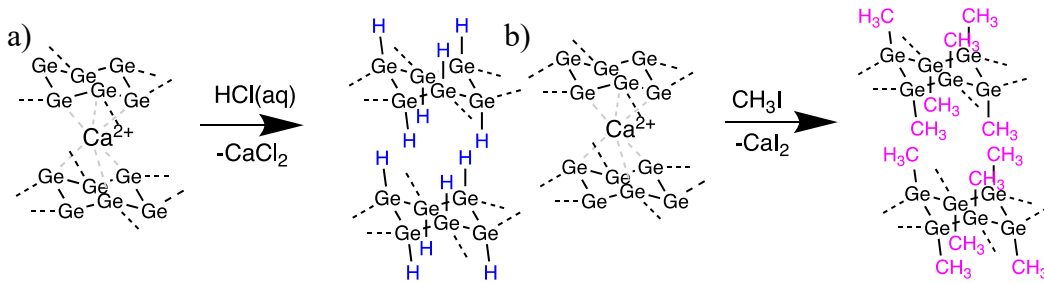 a)
Ge Ge Ge
Ge Ge Ge
Ca2+
Ge Ge Ge
Ge Ge Ge
HCl(aq)
-CaCl2
H H
H
Ge Ge Ge
Ge Ge Ge
H
H H
H H
H
Ge Ge Ge
Ge Ge Ge
H
H H
b)
Ge Ge Ge
Ge Ge Ge
Ca2+
Ge Ge Ge
Ge Ge Ge
CH3I
-CaI2
H3C CH3
CH3
Ge Ge Ge
Ge Ge Ge
CH3
CH3 CH3
H3C CH3
CH3
Ge Ge Ge
Ge Ge Ge
CH3
CH3 CH3